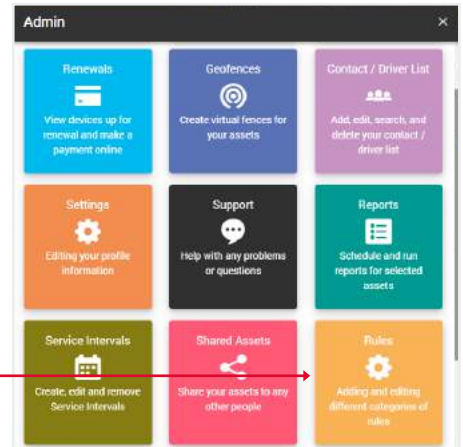 Admin
Renewals
View devices up for
renewal and make a
payment online
Geofences
Create virtual fences for
your assets
Contact / Driver List
Add, edit, search, and
delete your contact /
driver list
Settings
Editing your profile
information
Support
Help with any problems
or questions
Reports
Schedule and run
reports for selected
assets
Service Intervals
Create, edit and remove
Service Intervals
Shared Assets
Share your assets to any
other people
Rules
Adding and editing
different categories of
rules